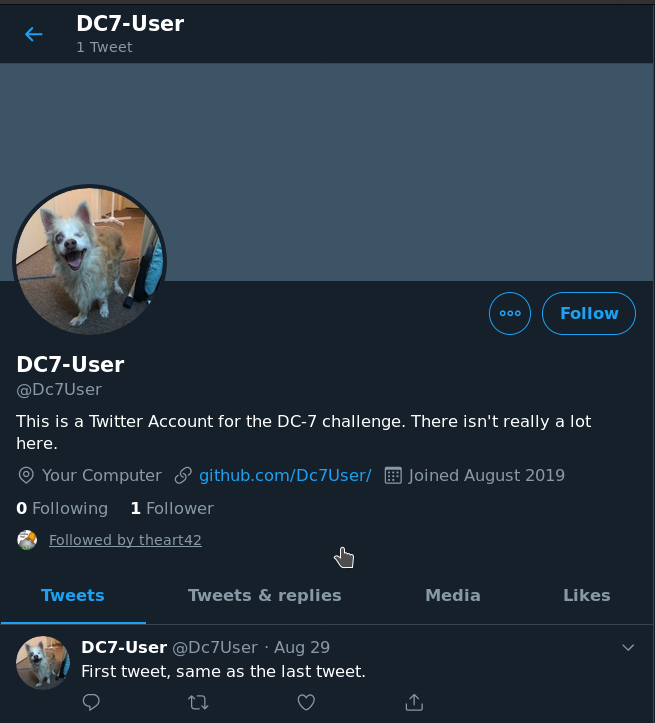 DC7-User
1 Tweet
Follow
DC7-User
@Dc7User
This is a Twitter Account for the DC-7 challenge. There isn't really a lot
here.
Your Computer github.com/Dc7User/ Joined August 2019
0 Following 1 Follower
Followed by theart42
Tweets Tweets & replies Media Likes
DC7-User @Dc7User · Aug 29
First tweet, same as the last tweet.